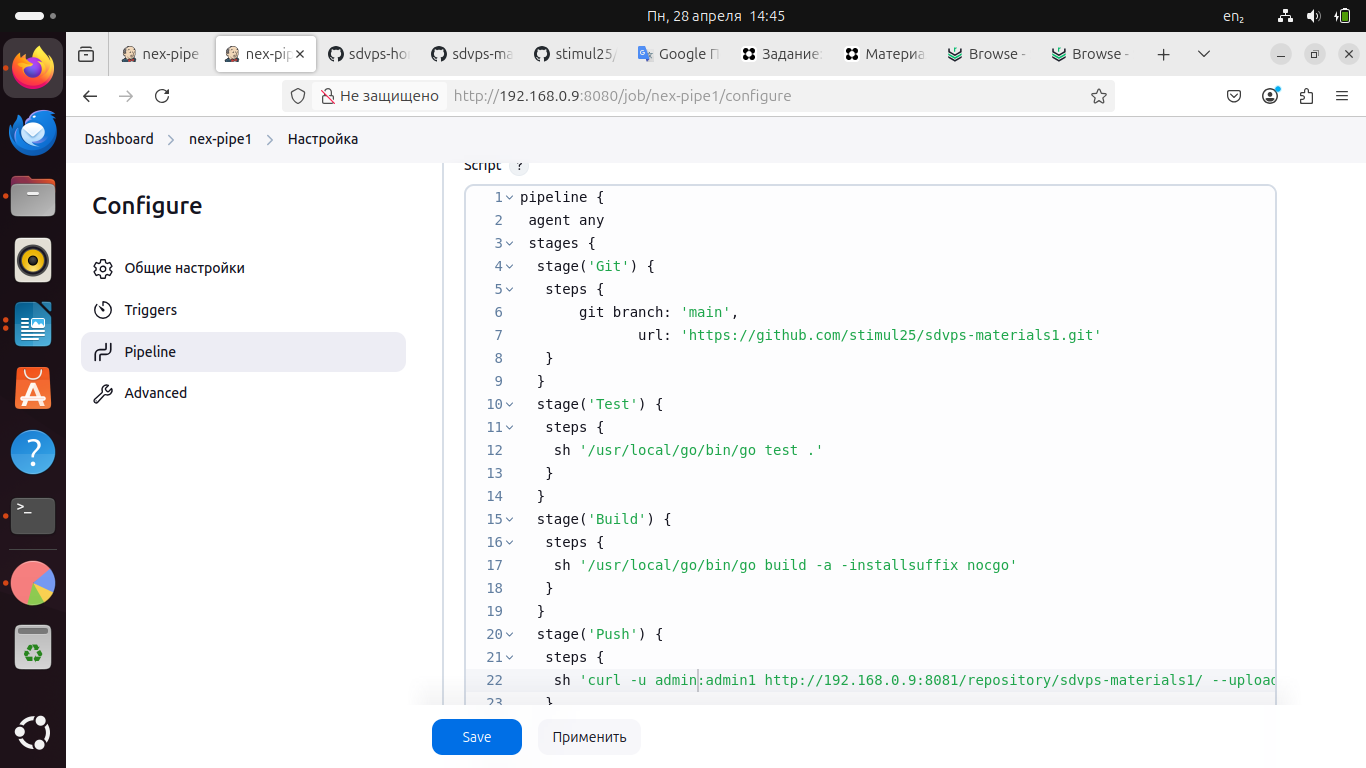 Пн, 28 апреля 14:45
en₂
nex-pipe
nex-pip
sdvps-ho
sdvps-ma
stimul25/
Google П
Задание:
Материа
Browse -
Browse -
Не защищено
http://192.168.0.9:8080/job/nex-pipe1/configure
Dashboard
nex-pipe1
Настройка
Configure
Общие настройки
Triggers
Pipeline
Advanced
Script ?
1 pipeline {
2 agent any
3 stages {
4 stage('Git') {
5 steps {
6 git branch: 'main',
7 url: 'https://github.com/stimul25/sdvps-materials1.git'
8 }
9 }
10 stage('Test') {
11 steps {
12 sh '/usr/local/go/bin/go test .'
13 }
14 }
15 stage('Build') {
16 steps {
17 sh '/usr/local/go/bin/go build -a -installsuffix nocgo'
18 }
19 }
20 stage('Push') {
21 steps {
22 sh 'curl -u admin:admin1 http://192.168.0.9:8081/repository/sdvps-materials1/ --upload
23 }
Save
Применить